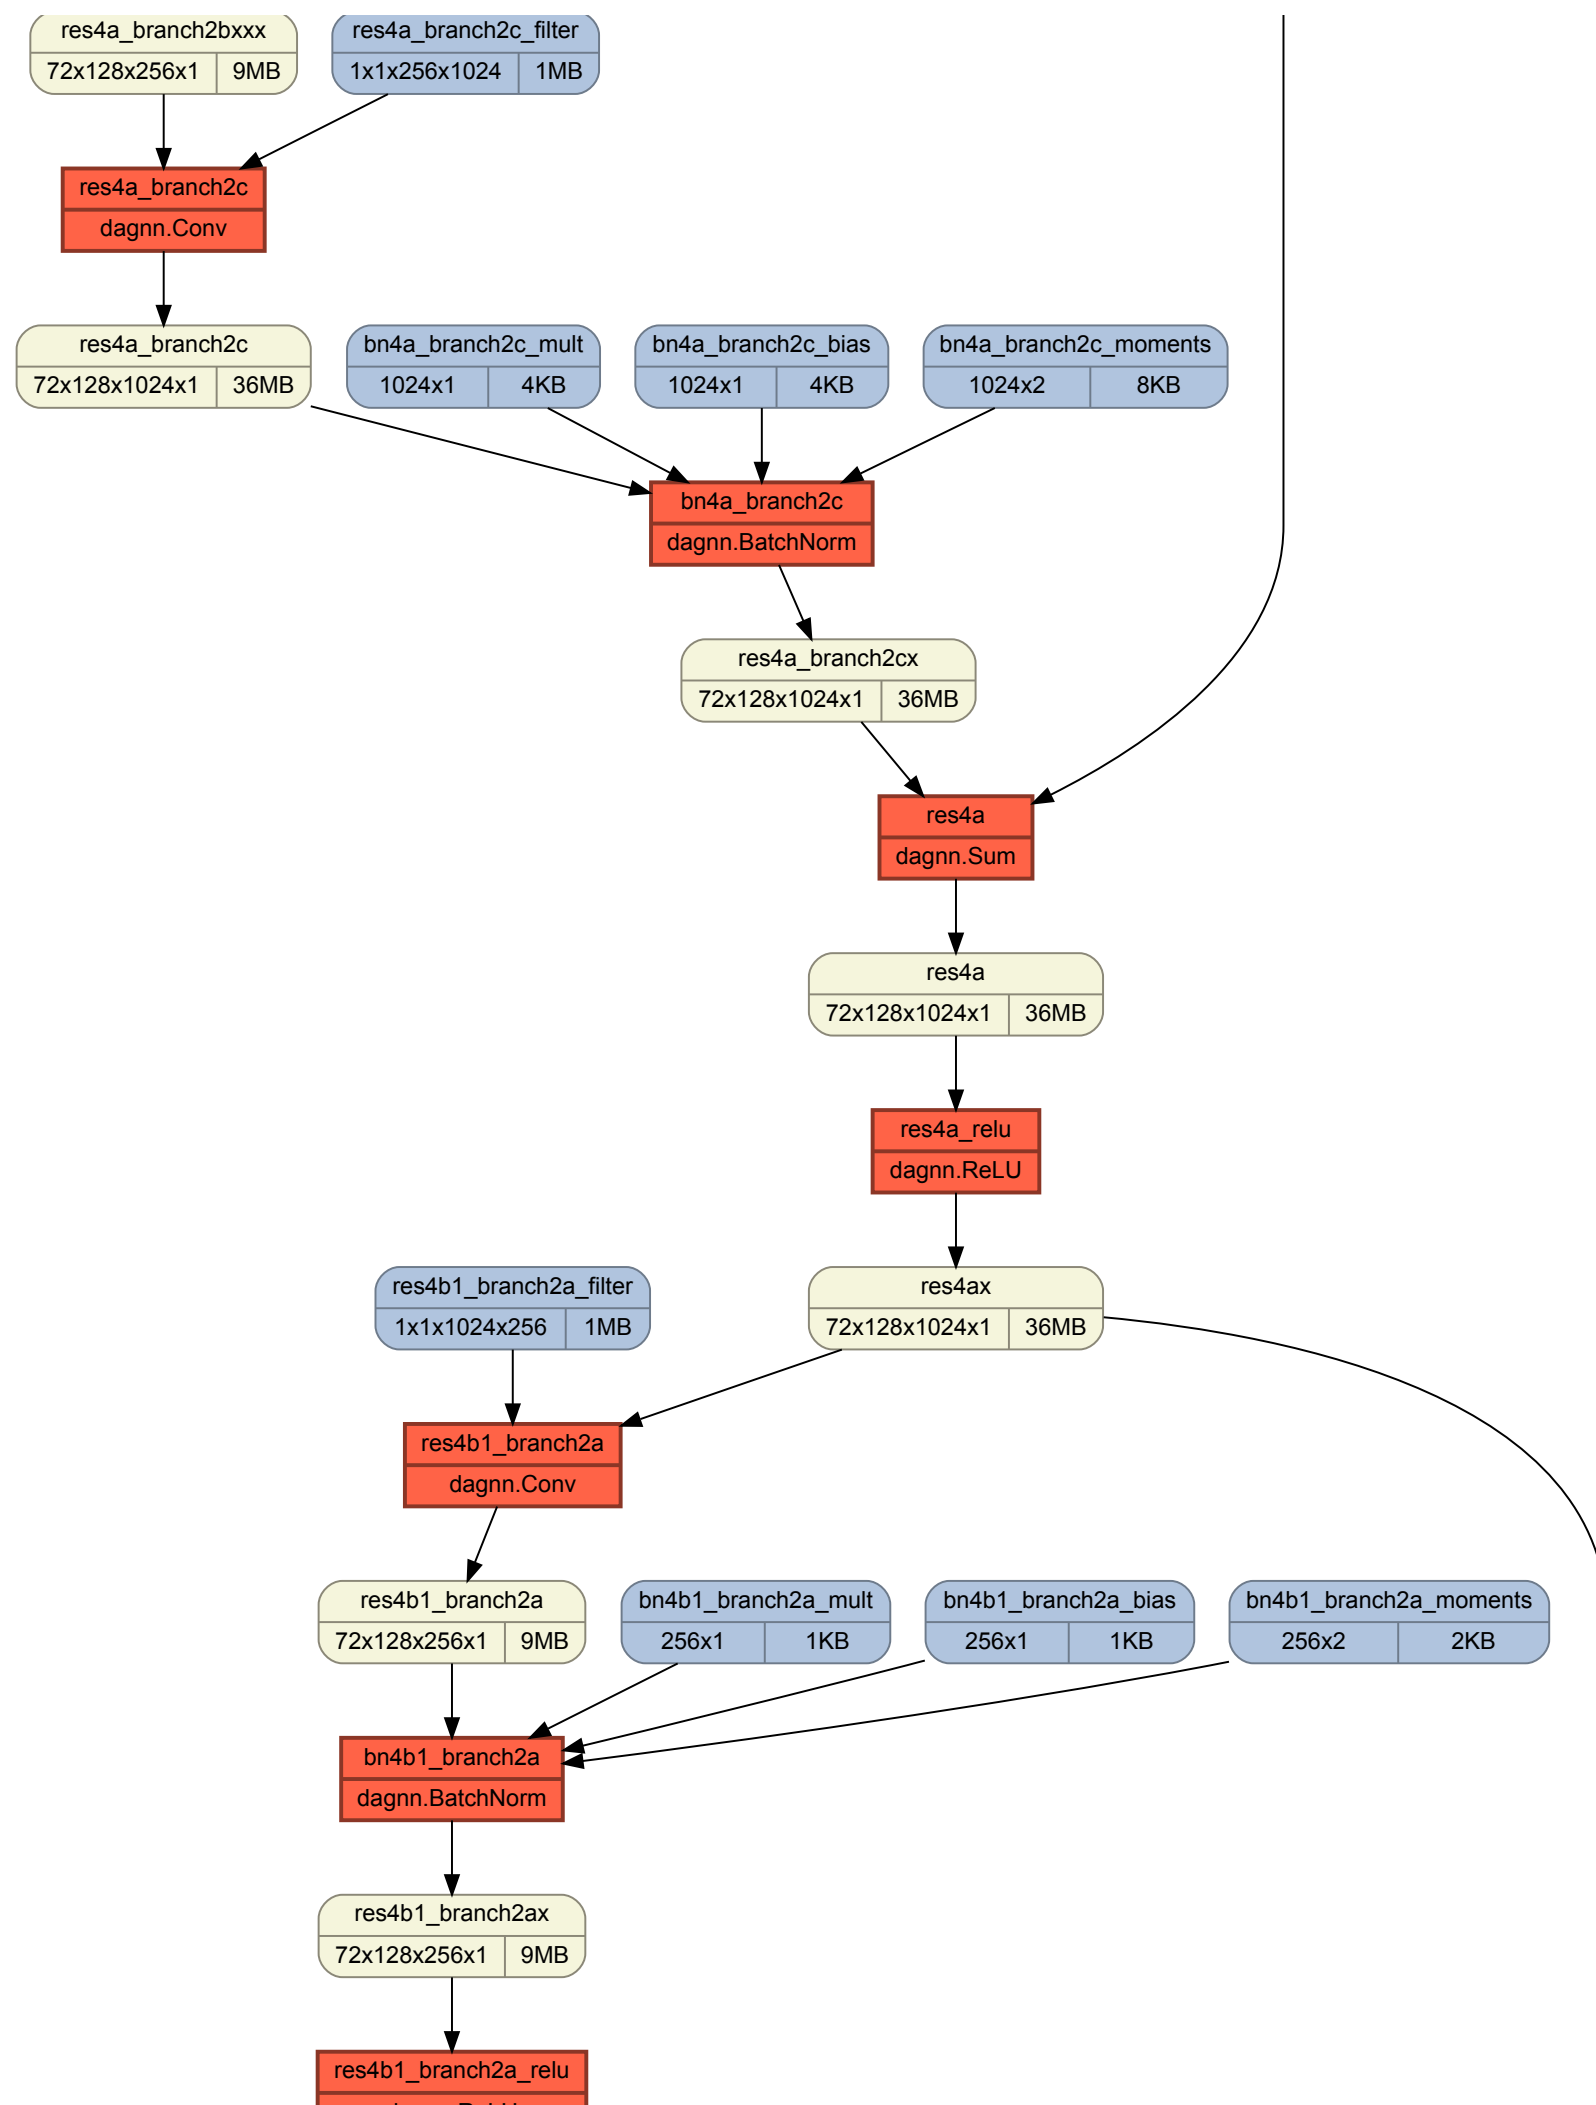 res4a_branch2bxxx
72x128x256x1 9MB
res4a_branch2c_filter
1x1x256x1024 1MB
res4a_branch2c
dagnn.Conv
res4a_branch2c
72x128x1024x1 36MB
bn4a_branch2c_mult
1024x1 4KB
bn4a_branch2c_bias
1024x1 4KB
bn4a_branch2c_moments
1024x2 8KB
bn4a_branch2c
dagnn.BatchNorm
res4a_branch2cx
72x128x1024x1 36MB
res4a
dagnn.Sum
res4a
72x128x1024x1 36MB
res4a_relu
dagnn.ReLU
res4b1_branch2a_filter
1x1x1024x256 1MB
res4ax
72x128x1024x1 36MB
res4b1_branch2a
dagnn.Conv
res4b1_branch2a
72x128x256x1 9MB
bn4b1_branch2a_mult
256x1 1KB
bn4b1_branch2a_bias
256x1 1KB
bn4b1_branch2a_moments
256x2 2KB
bn4b1_branch2a
dagnn.BatchNorm
res4b1_branch2ax
72x128x256x1 9MB
res4b1_branch2a_relu